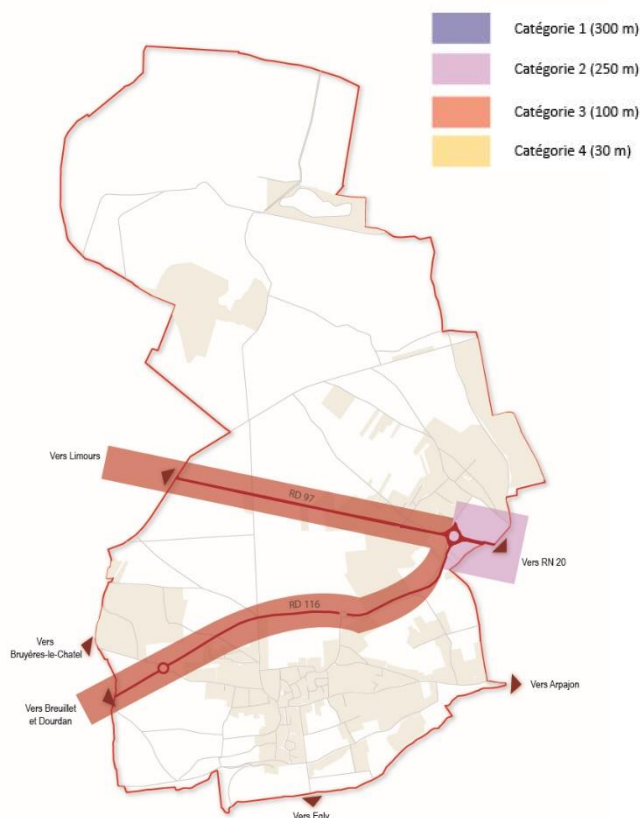 Catégorie 1 (300 m)
Catégorie 2 (250 m)
Catégorie 3 (100 m)
Catégorie 4 (30 m)
Vers Limours
RD 97
Vers RN 20
RD 116
Vers
Bruyéres-le-Chatel
Vers Breuillet
et Dourdan
Vers Arpajon
Vers Egly